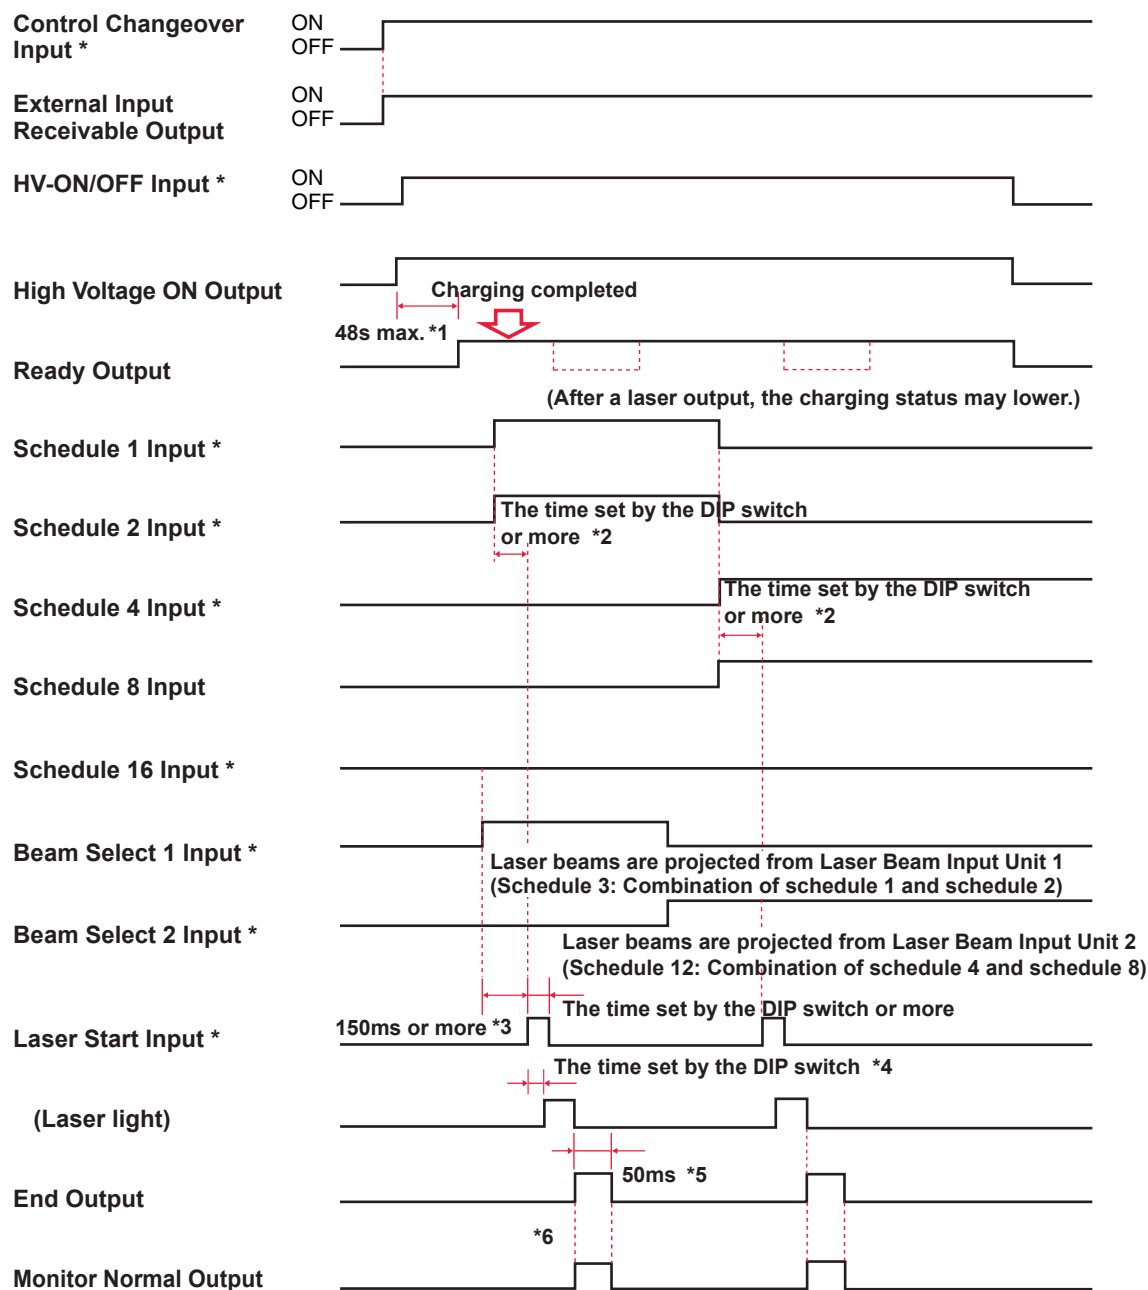 Control Changeover
Input *
ON
OFF
External Input
Receivable Output
ON
OFF
HV-ON/OFF Input *
ON
OFF
High Voltage ON Output
Charging completed
48s max. *1
Ready Output
(After a laser output, the charging status may lower.)
Schedule 1 Input *
Schedule 2 Input *
The time set by the DIP switch
or more *2
Schedule 4 Input *
The time set by the DIP switch
or more *2
Schedule 8 Input
Schedule 16 Input *
Beam Select 1 Input *
Laser beams are projected from Laser Beam Input Unit 1
(Schedule 3: Combination of schedule 1 and schedule 2)
Beam Select 2 Input *
Laser beams are projected from Laser Beam Input Unit 2
(Schedule 12: Combination of schedule 4 and schedule 8)
The time set by the DIP switch or more
150ms or more *3
Laser Start Input *
The time set by the DIP switch *4
(Laser light)
50ms *5
End Output
*6
Monitor Normal Output